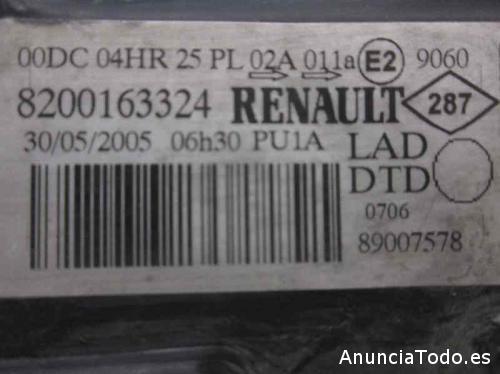 00DC 04HR 25 PL 02A 011a E2 9060
8200163324 RENAULT 287
30/05/2005 06h30 PU1A LAD
DTD
0706
89007578
AnunciaTodo.es